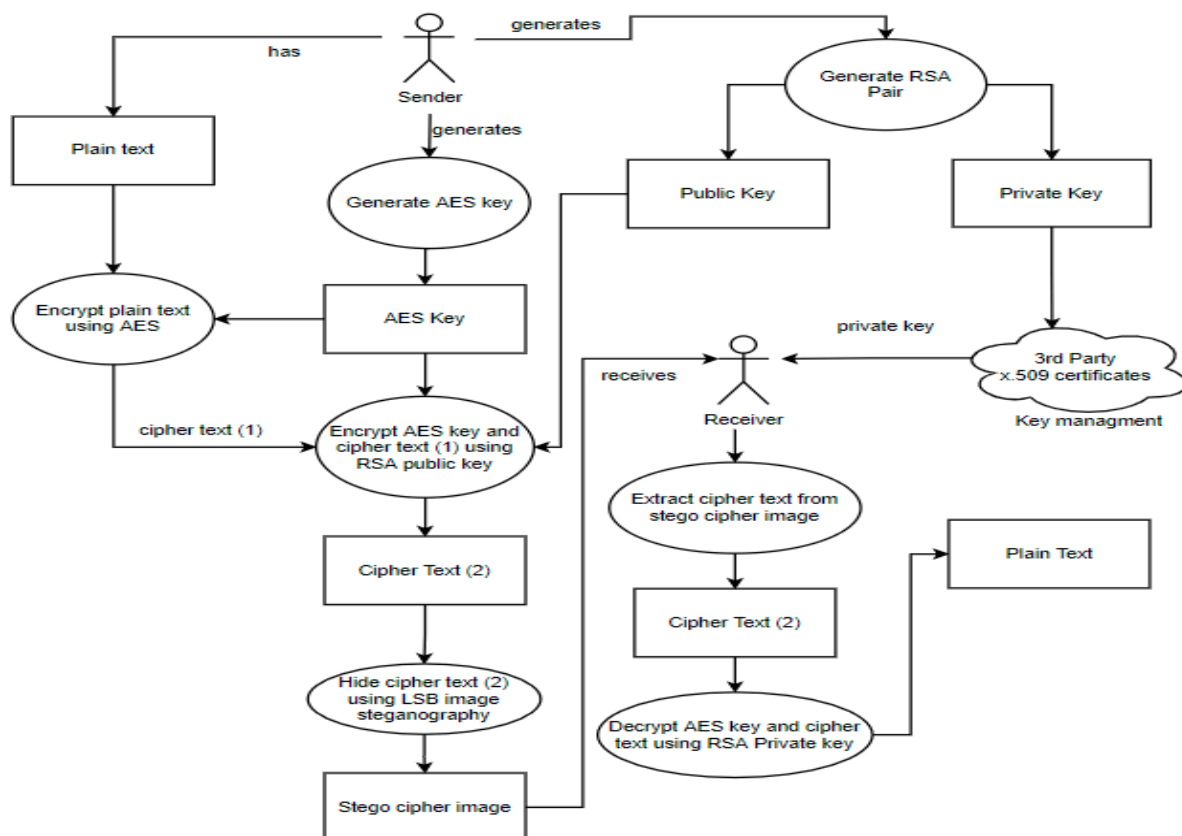 generates
has
Generate RSA
Pair
Sender
generates
Plain text
Public Key
Private Key
Generate AES key
Encrypt plain text
using AES
AES Key
private key
3rd Party
x.509 certificates
receives
Receiver
Key managment
cipher text (1)
Encrypt AES key and
cipher text (1) using
RSA public key
Extract cipher text from
stego cipher image
Plain Text
Cipher Text (2)
Cipher Text (2)
Hide cipher text (2)
using LSB image
steganography
Decrypt AES key and cipher
text using RSA Private key
Stego cipher image